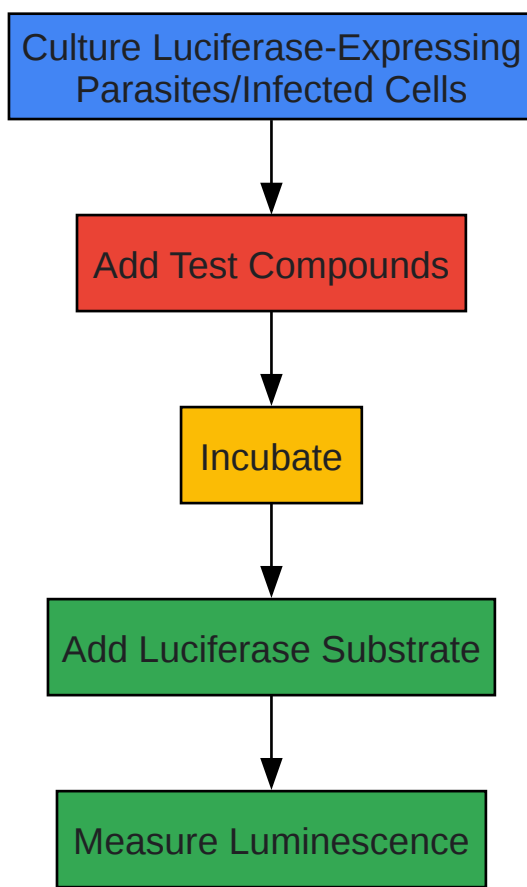 Culture Luciferase-Expressing
Parasites/Infected Cells
Add Test Compounds
Incubate
Add Luciferase Substrate
Measure Luminescence